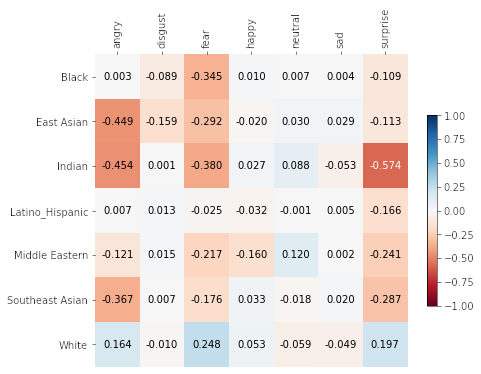 angry disgust fear happy neutral sad surprise
Black 0.003 -0.089 -0.345 0.010 0.007 0.004 -0.109
East Asian -0.449 -0.159 -0.292 -0.020 0.030 0.029 -0.113
Indian -0.454 0.001 -0.380 0.027 0.088 -0.053 -0.574
Latino_Hispanic 0.007 0.013 -0.025 -0.032 -0.001 0.005 -0.166
Middle Eastern -0.121 0.015 -0.217 -0.160 0.120 0.002 -0.241
Southeast Asian -0.367 0.007 -0.176 0.033 -0.018 0.020 -0.287
White 0.164 -0.010 0.248 0.053 -0.059 -0.049 0.197
1.00
0.75
0.50
0.25
0.00
−0.25
−0.50
−0.75
−1.00